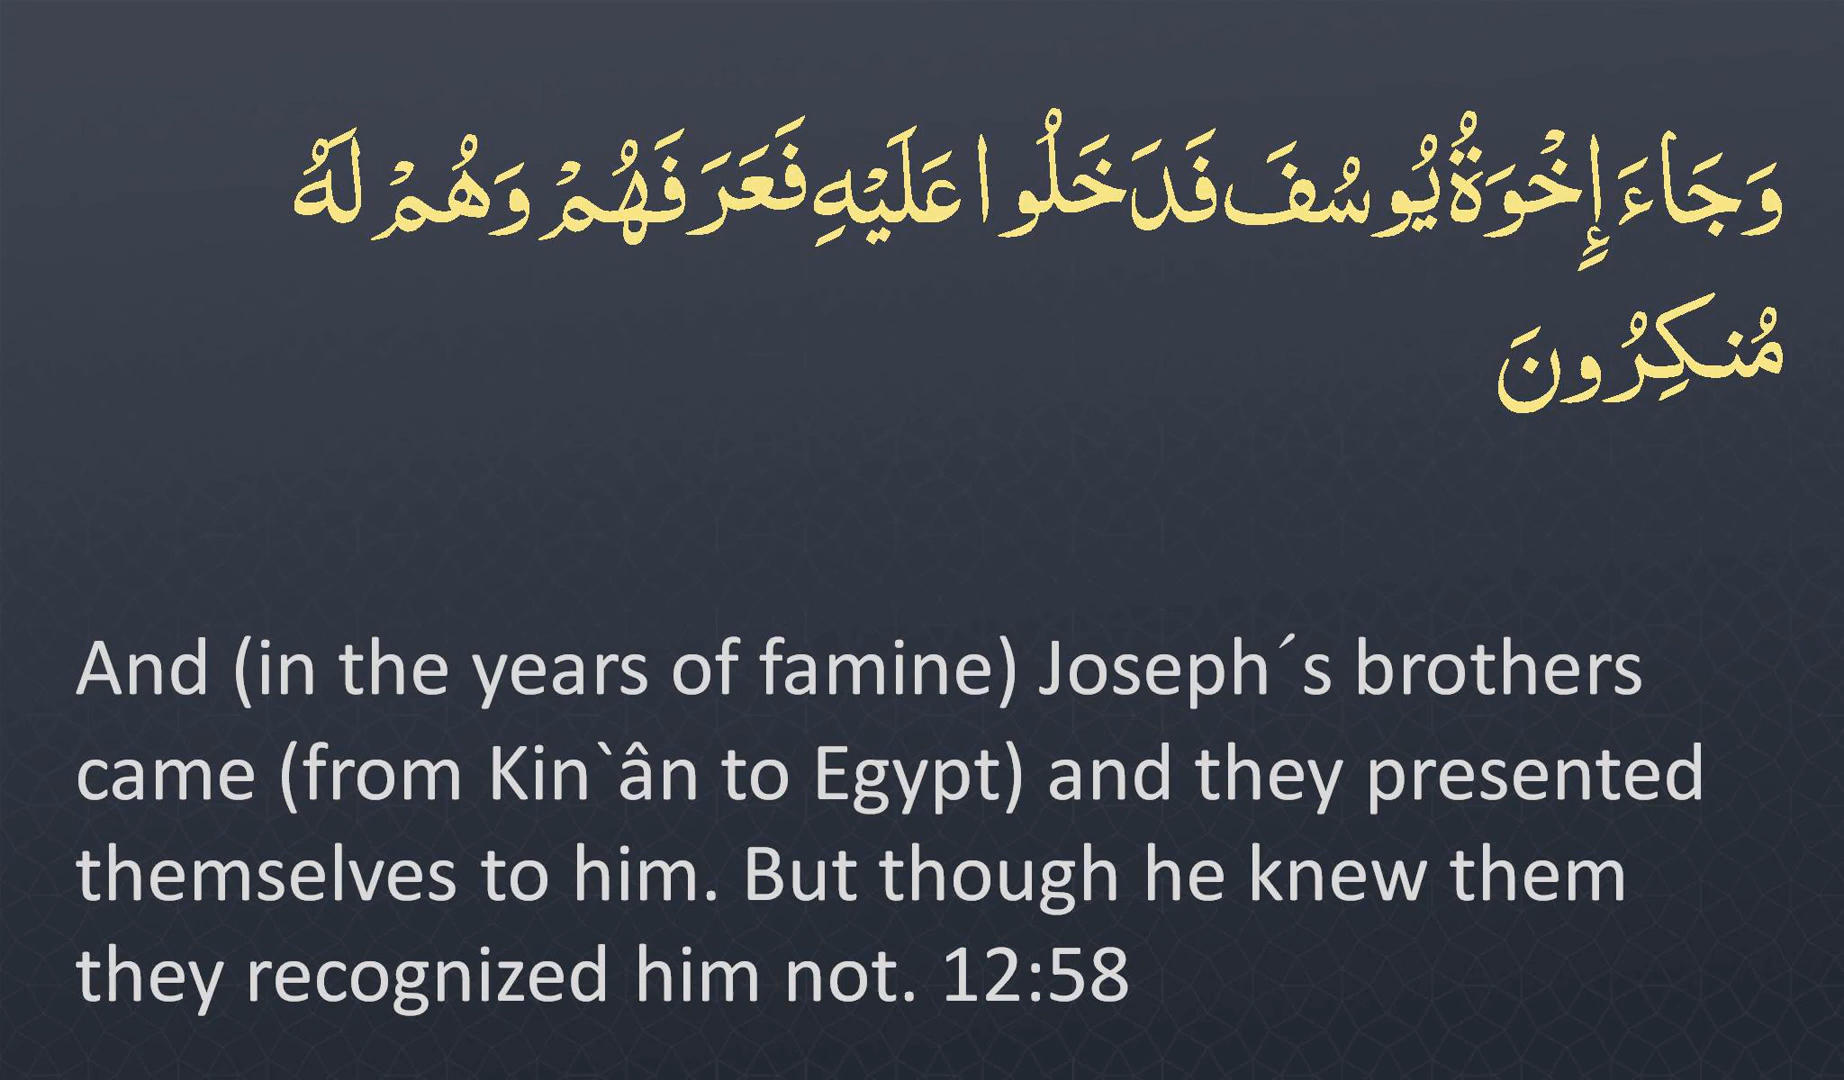 وَجَاءَ إِخْوَةُ يُوسُفَ فَدَخَلُوا عَلَيْهِ فَعَرَفَهُمْ وَهُمْ لَهُ
مُنكِرُونَ
And (in the years of famine) Joseph´s brothers
came (from Kin`ân to Egypt) and they presented
themselves to him. But though he knew them
they recognized him not. 12:58